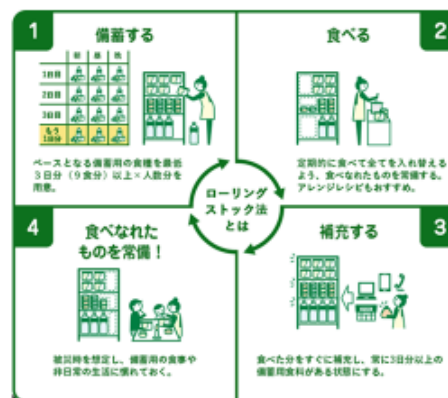 1
備蓄する
朝 昼 晩
1日目
2日目
3日目
もう
1日分
ベースとなる備蓄用の食糧を最低
3日分(9食分)以上×人数分を
用意。
2
食べる
定期的に食べて全てを入れ替える
よう、食べなれたものを常備する。
アレンジレシピもおすすめ。
ローリング
ストック法
とは
4
食べなれた
ものを常備!
被災時を想定し、備蓄用の食事や
非日常の生活に慣れておく。
3
補充する
食べた分をすぐに補充し、常に3日分以上の
備蓄用食料がある状態にする。